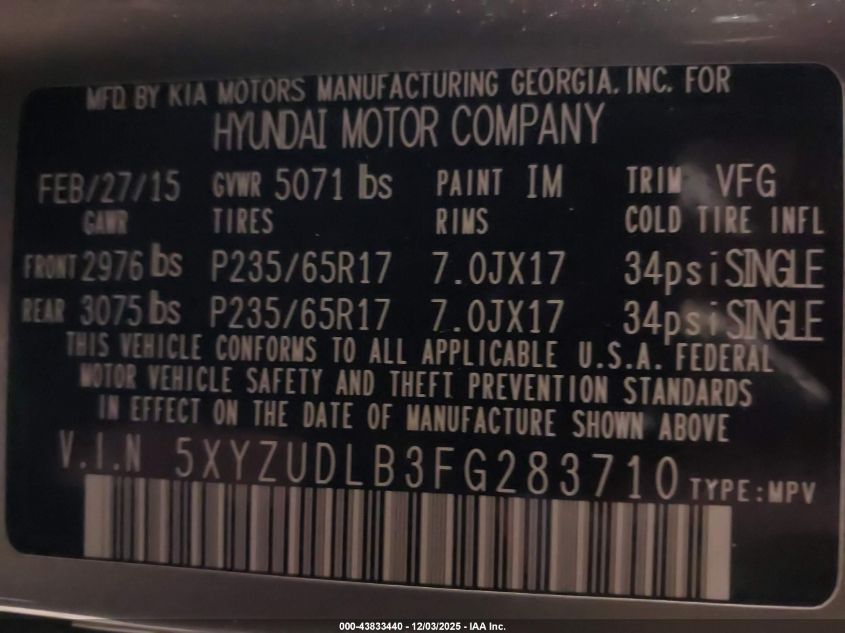 MFD BY KIA MOTORS MANUFACTURING GEORGIA. INC. FOR
HYUNDAI MOTOR COMPANY
FEB/27/15 GVWR 5071 lbs PAINT IM TRIM VFG
GAWR TIRES RIMS COLD TIRE INFL
FRONT 2976 lbs P235/65R17 7.0JX17 34psi SINGLE
REAR 3075 lbs P235/65R17 7.0JX17 34psi SINGLE
THIS VEHICLE CONFORMS TO ALL APPLICABLE U.S.A. FEDERAL
MOTOR VEHICLE SAFETY AND THEFT PREVENTION STANDARDS
IN EFFECT ON THE DATE OF MANUFACTURE SHOWN ABOVE
V.I.N 5XYZUDLB3FG283710 TYPE:MPV
000-43833440 - 12/03/2025 - IAA Inc.